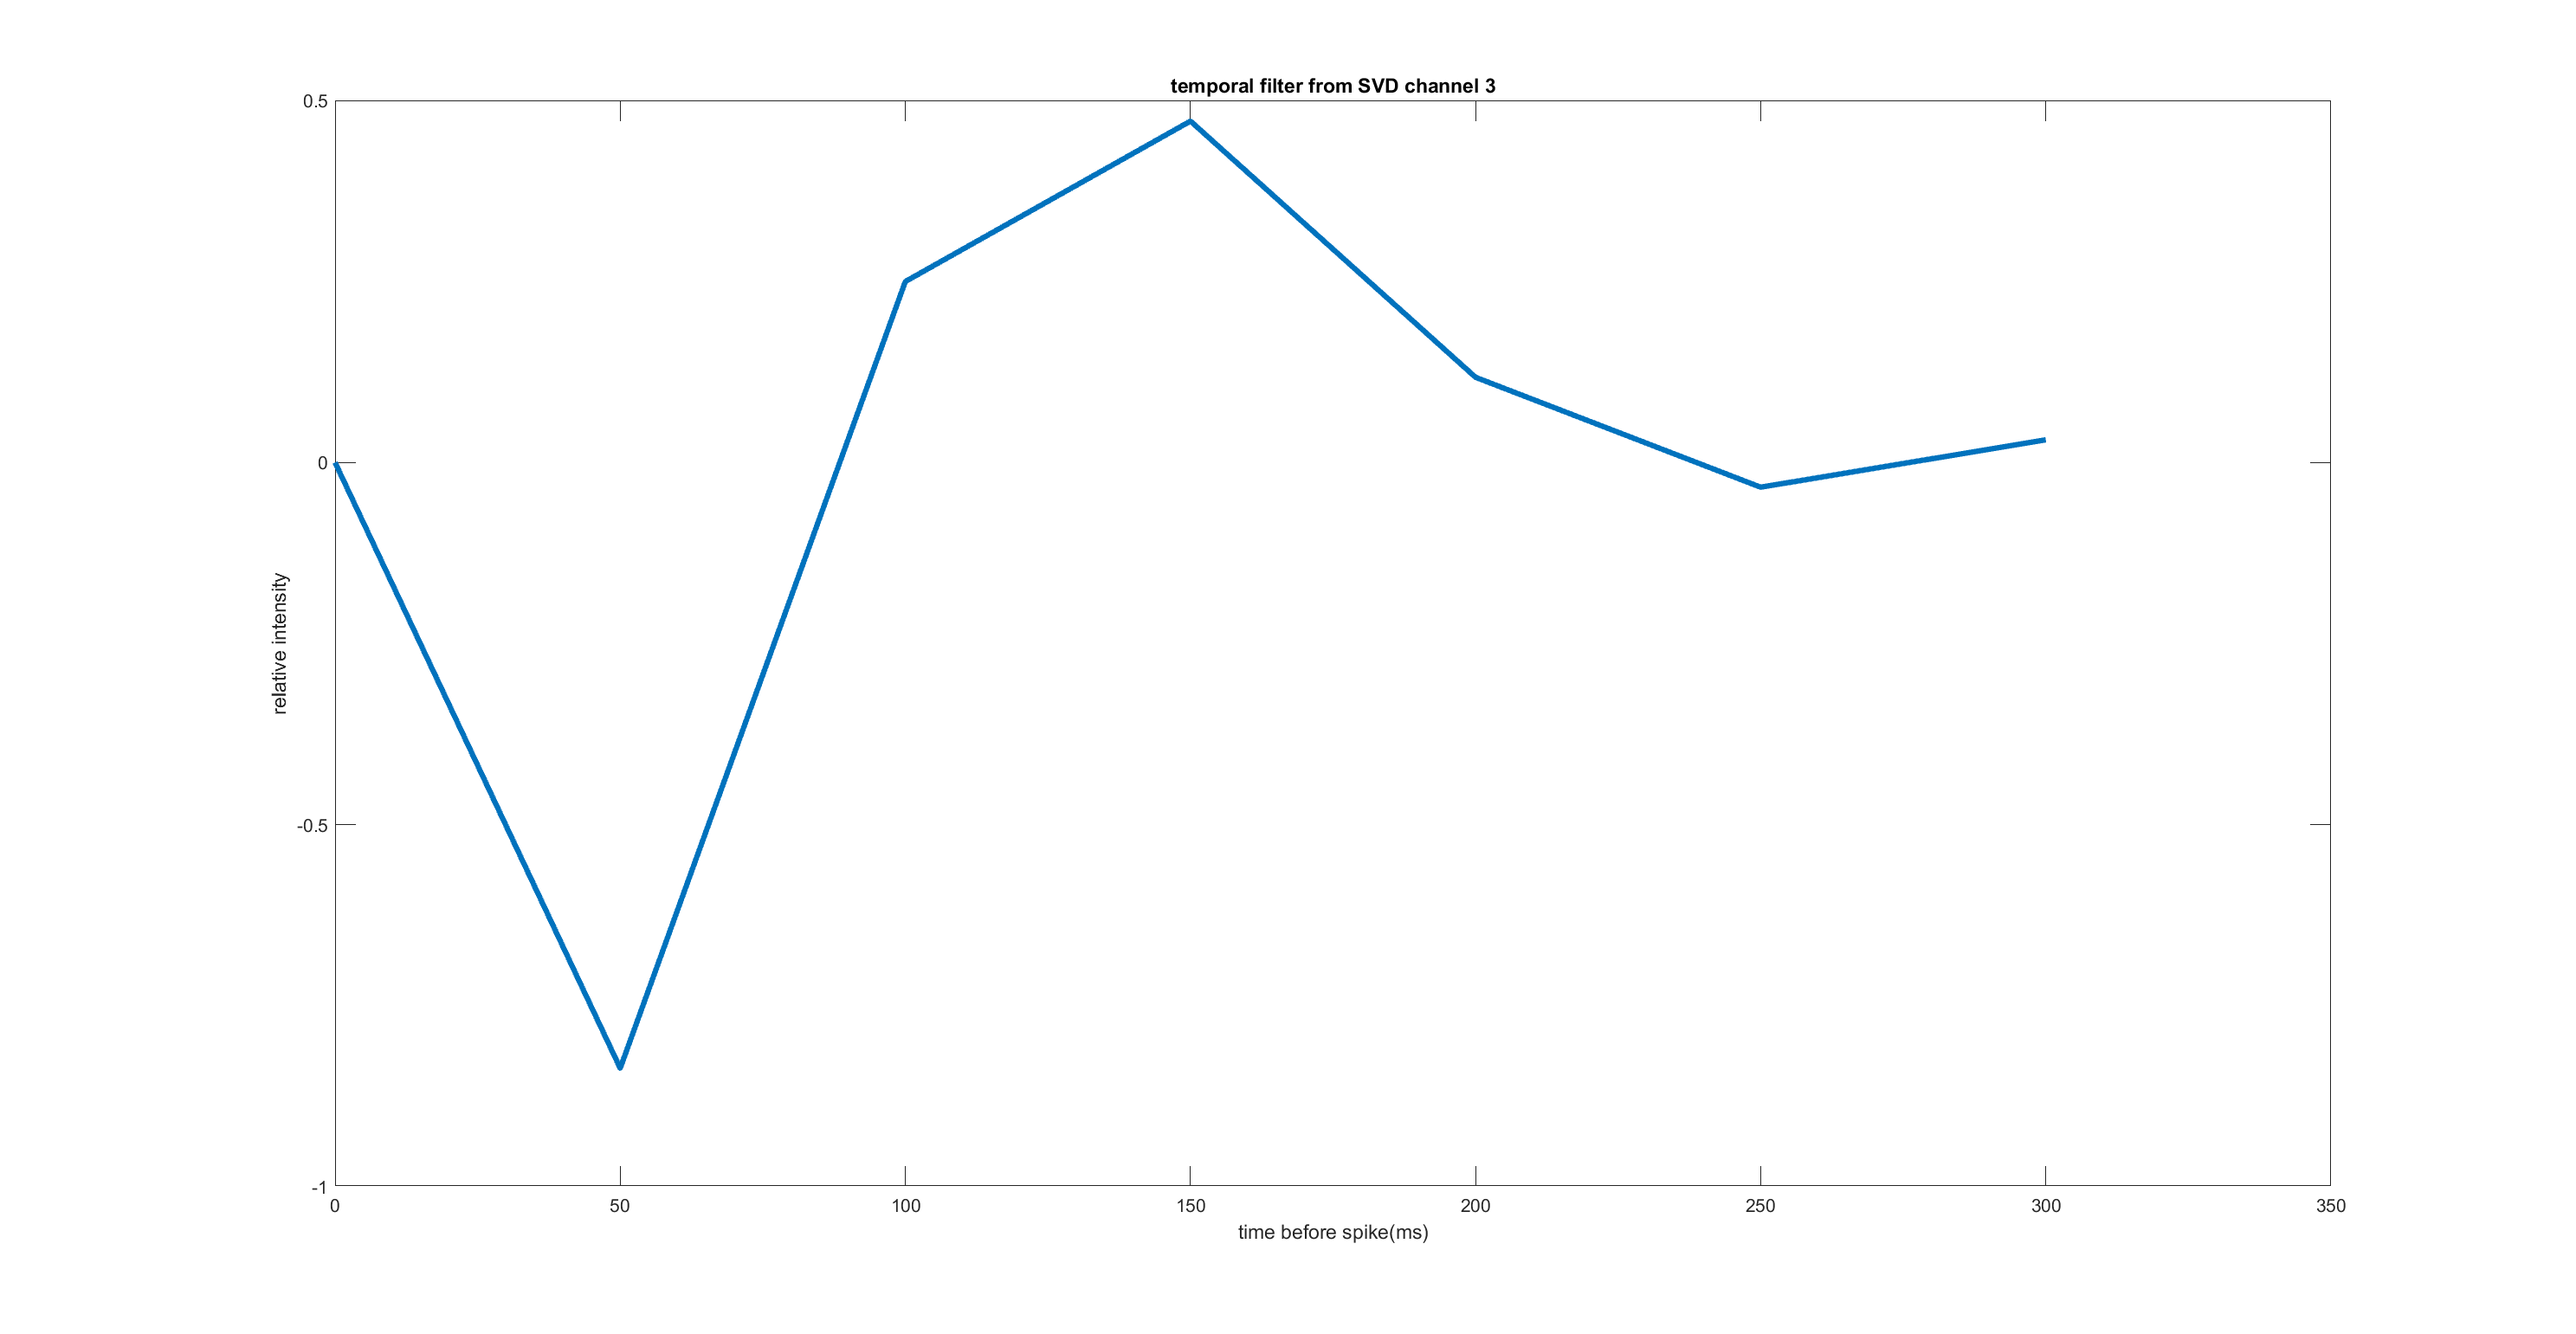 temporal filter from SVD channel 3
0.5
0
-0.5
-1
relative intensity
0 50 100 150 200 250 300 350
time before spike(ms)